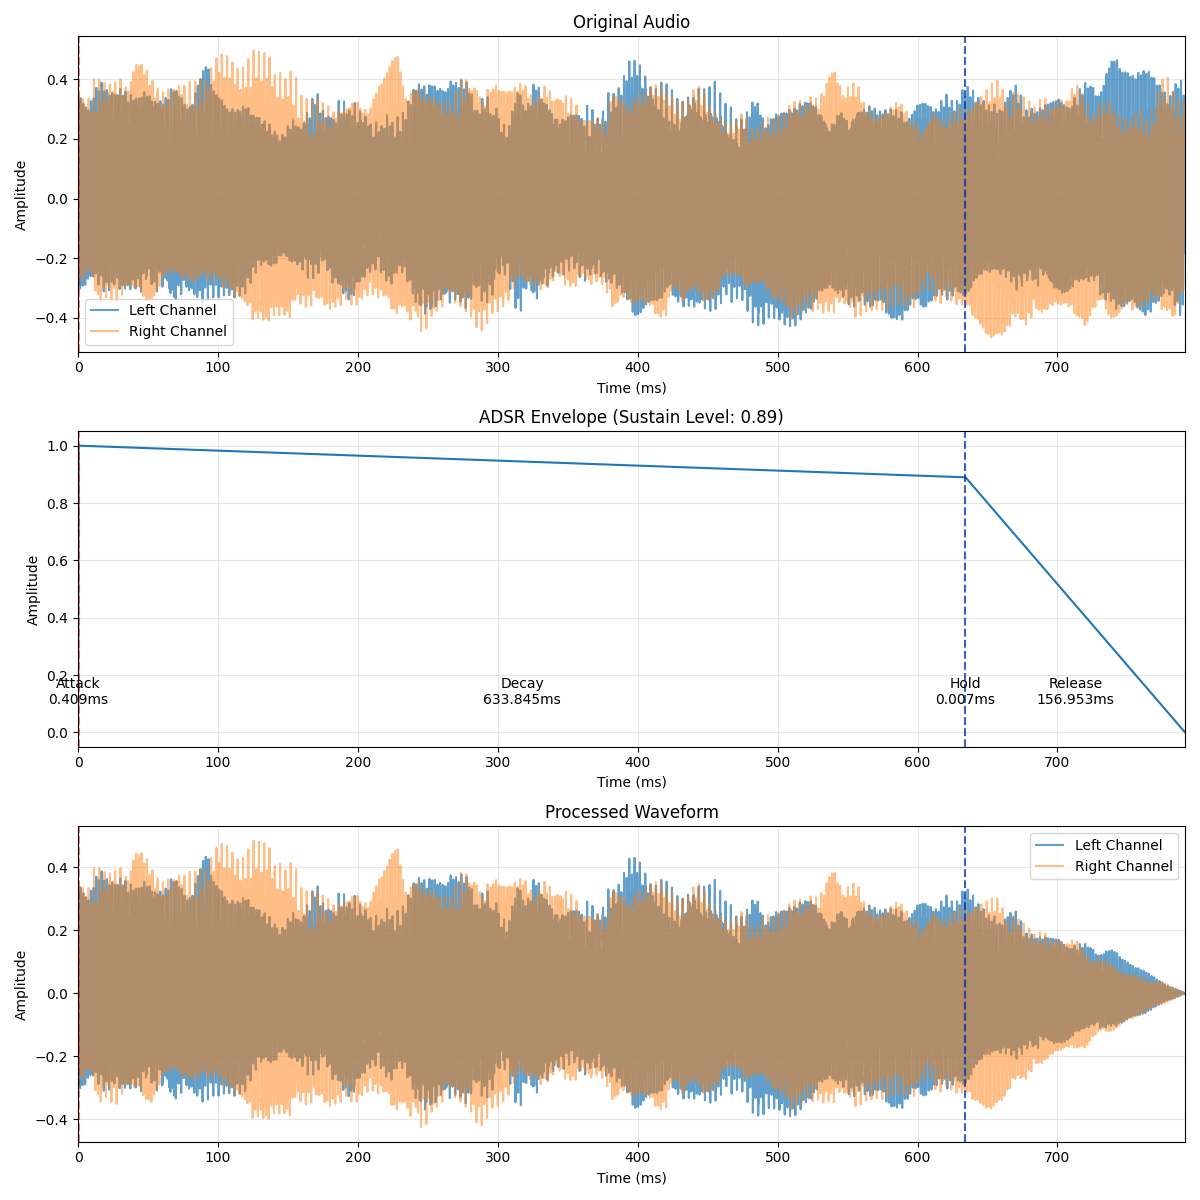 Original Audio
Amplitude
0.4
0.2
0.0
−0.2
−0.4
Left Channel
Right Channel
0 100 200 300 400 500 600 700
Time (ms)
ADSR Envelope (Sustain Level: 0.89)
Amplitude
1.0
0.8
0.6
0.4
0.2
0.0
Attack
0.409ms
Decay
633.845ms
Hold
0.007ms
Release
156.953ms
0 100 200 300 400 500 600 700
Time (ms)
Processed Waveform
Amplitude
0.4
0.2
0.0
−0.2
−0.4
Left Channel
Right Channel
0 100 200 300 400 500 600 700
Time (ms)